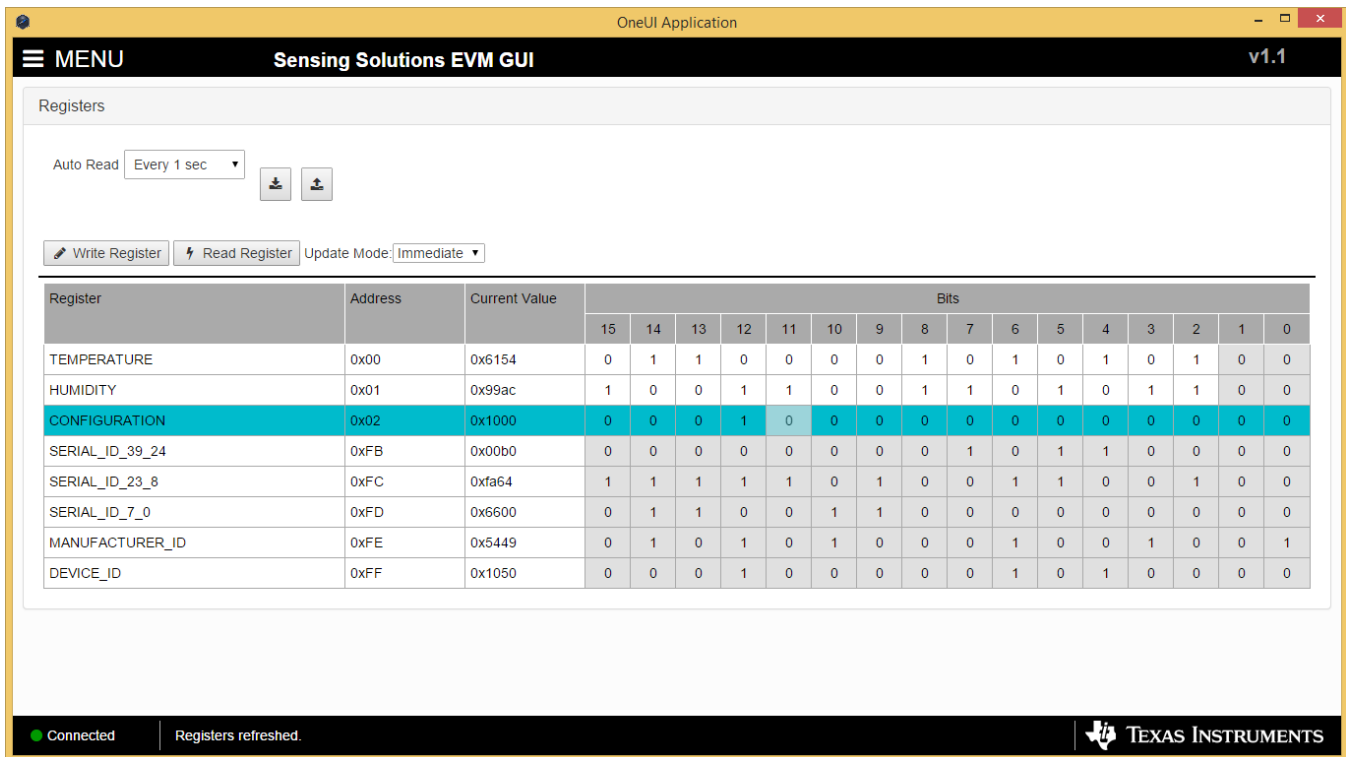 OneUI Application
MENU Sensing Solutions EVM GUI v1.1
Registers
Auto Read Every 1 sec
Write Register Read Register Update Mode: Immediate
Register Address Current Value Bits
15 14 13 12 11 10 9 8 7 6 5 4 3 2 1 0
TEMPERATURE 0x00 0x6154 0 1 1 0 0 0 0 1 0 1 0 1 0 1 0 0
HUMIDITY 0x01 0x99ac 1 0 0 1 1 0 0 1 1 0 1 0 1 1 0 0
CONFIGURATION 0x02 0x1000 0 0 0 1 0 0 0 0 0 0 0 0 0 0 0 0
SERIAL_ID_39_24 0xFB 0x00b0 0 0 0 0 0 0 0 0 1 0 1 1 0 0 0 0
SERIAL_ID_23_8 0xFC 0xfa64 1 1 1 1 1 0 1 0 0 1 1 0 0 1 0 0
SERIAL_ID_7_0 0xFD 0x6600 0 1 1 0 0 1 1 0 0 0 0 0 0 0 0 0
MANUFACTURER_ID 0xFE 0x5449 0 1 0 1 0 1 0 0 0 1 0 0 1 0 0 1
DEVICE_ID 0xFF 0x1050 0 0 0 1 0 0 0 0 0 1 0 1 0 0 0 0
Connected Registers refreshed. TEXAS INSTRUMENTS